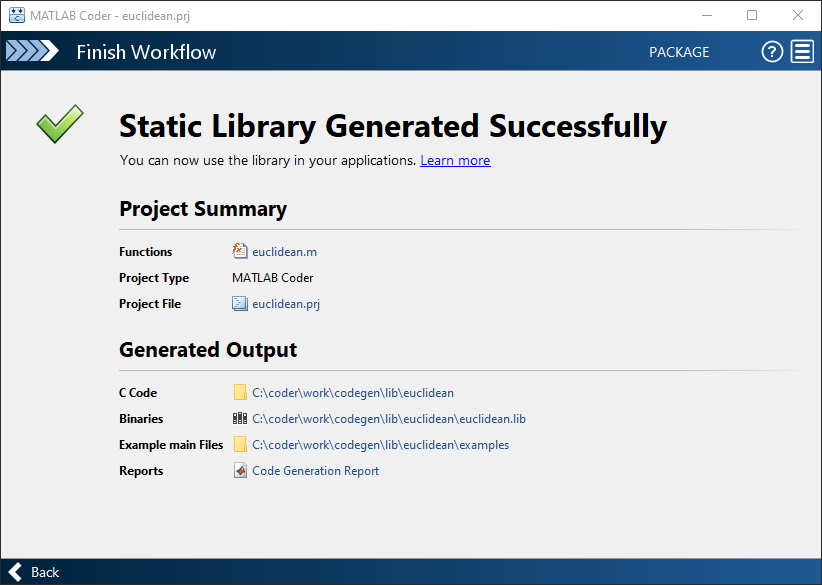 MATLAB Coder - euclidean.prj
Finish Workflow PACKAGE ?
Static Library Generated Successfully
You can now use the library in your applications. Learn more
Project Summary
Functions euclidean.m
Project Type MATLAB Coder
Project File euclidean.prj
Generated Output
C Code C:\coder\work\codegen\lib\euclidean
Binaries C:\coder\work\codegen\lib\euclidean\euclidean.lib
Example main Files C:\coder\work\codegen\lib\euclidean\examples
Reports Code Generation Report
Back